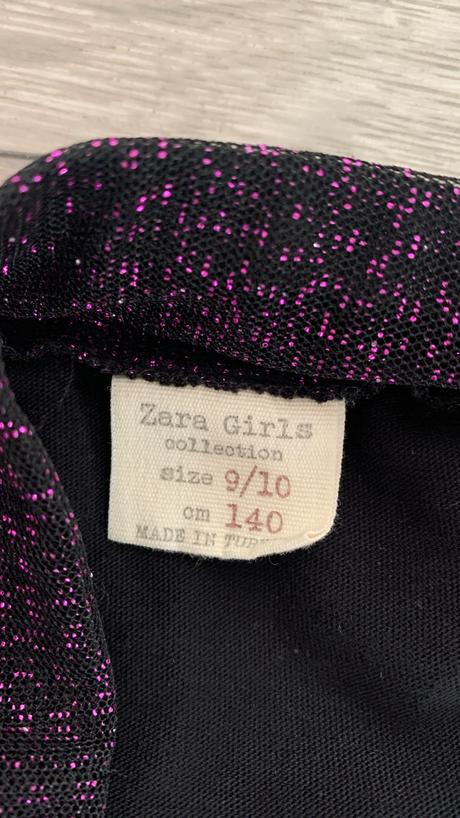 Zara Girls
collection
size 9/10
cm 140
MADE IN